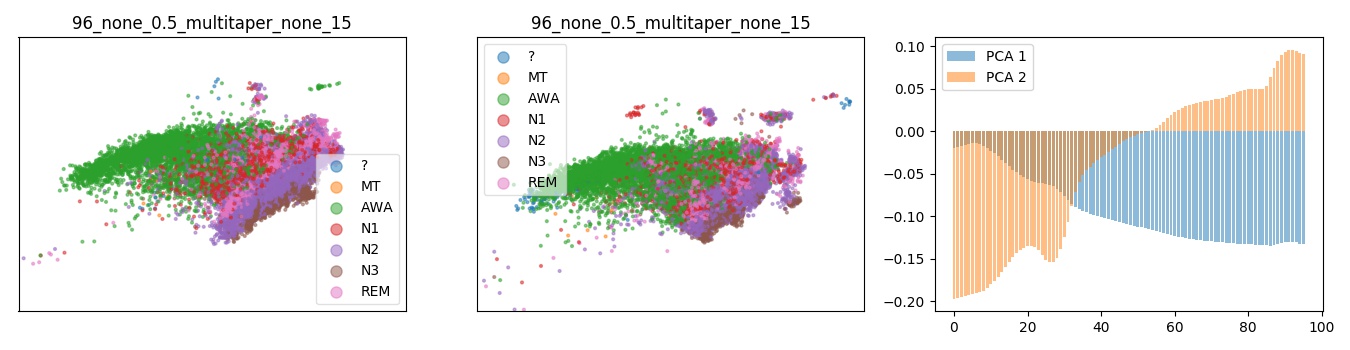 96_none_0.5_multitaper_none_15
?
MT
AWA
N1
N2
N3
REM
96_none_0.5_multitaper_none_15
?
MT
AWA
N1
N2
N3
REM
PCA 1
PCA 2
0.10
0.05
0.00
−0.05
−0.10
−0.15
−0.20
0 20 40 60 80 100